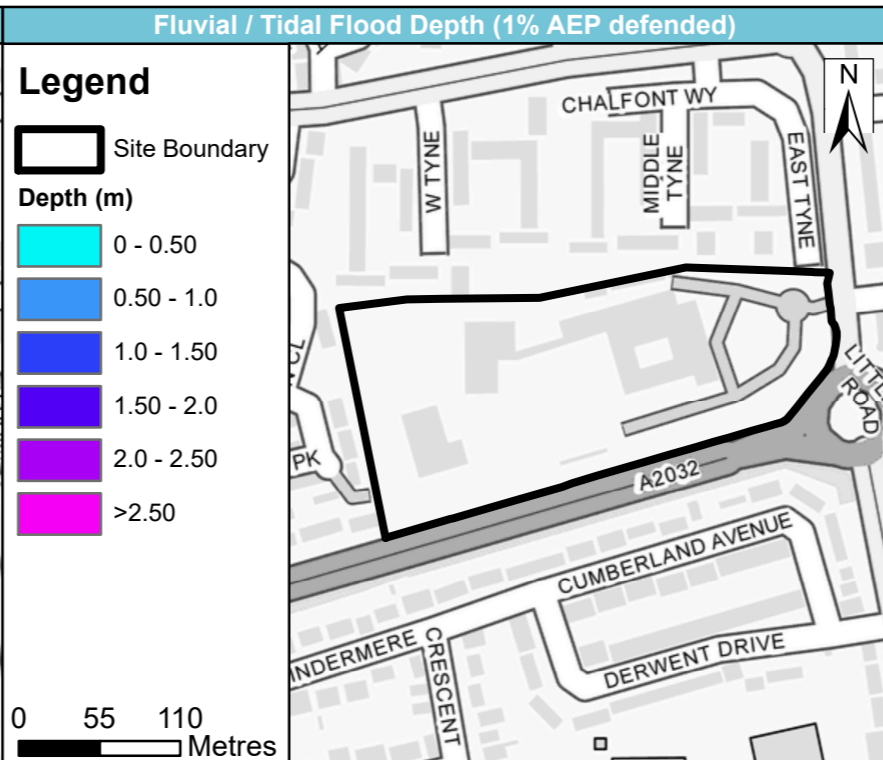 Fluvial / Tidal Flood Depth (1% AEP defended)
Legend
Site Boundary
Depth (m)
0 - 0.50
0.50 - 1.0
1.0 - 1.50
1.50 - 2.0
2.0 - 2.50
>2.50
0 55 110
Metres
N
CHALFONT WY
W TYNE
MIDDLE
TYNE
EAST TYNE
PK
ROAD
A2032
CUMBERLAND AVENUE
CRESCENT
DERWENT DRIVE